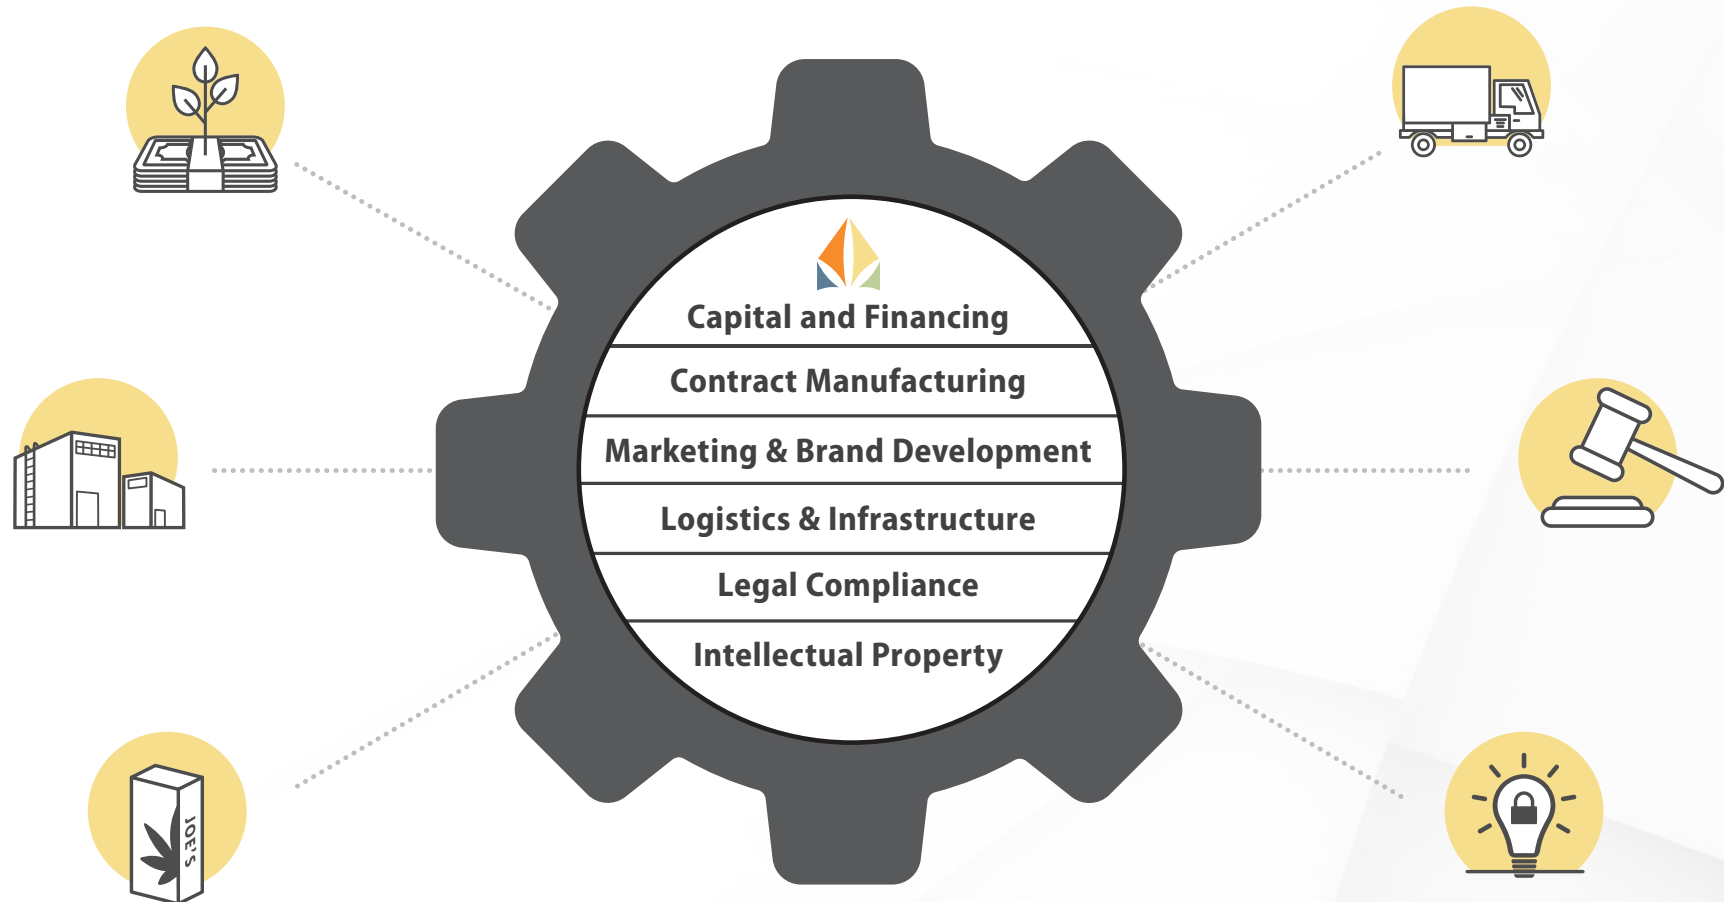 Capital and Financing
Contract Manufacturing
Marketing & Brand Development
Logistics & Infrastructure
Legal Compliance
Intellectual Property
JOE'S